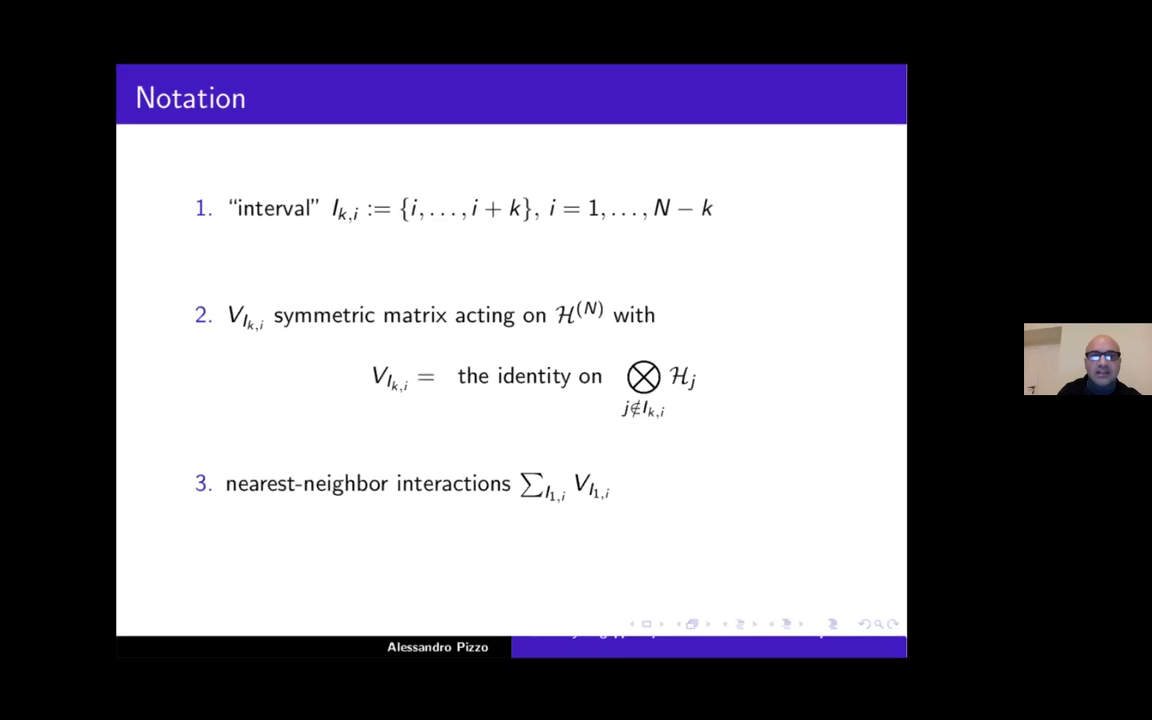 Notation
1. “interval” I_{k,i} := {i, . . . , i + k}, i = 1, . . . , N − k
2. V_{I_{k,i}} symmetric matrix acting on ℋ^{(N)} with
V_{I_{k,i}} = the identity on ⨂_{j∉I_{k,i}} ℋ_j
3. nearest-neighbor interactions ∑_{I_{1,i}} V_{I_{1,i}}
Alessandro Pizzo